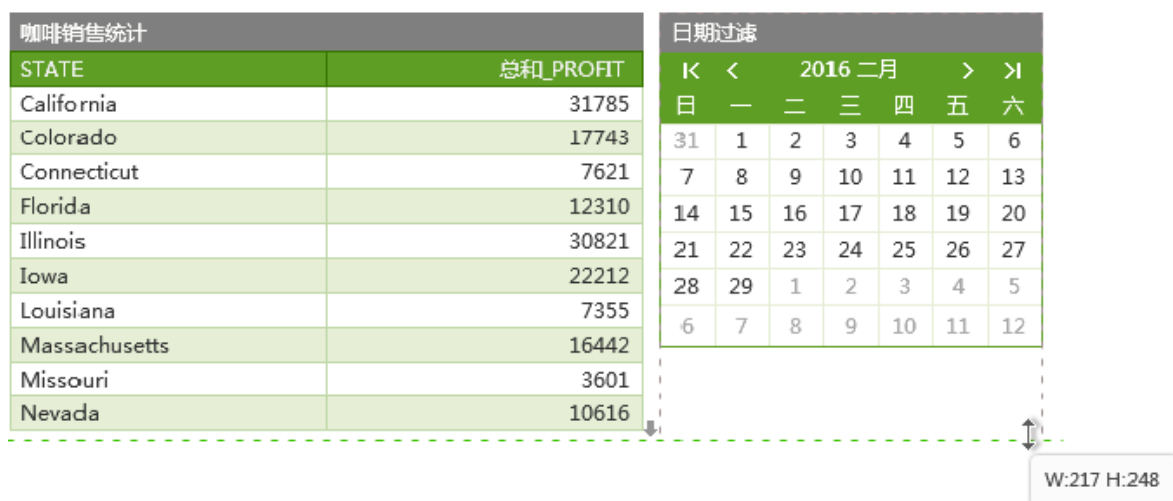 咖啡销售统计
STATE 总和_PROFIT
California 31785
Colorado 17743
Connecticut 7621
Florida 12310
Illinois 30821
Iowa 22212
Louisiana 7355
Massachusetts 16442
Missouri 3601
Nevada 10616
日期过滤
2016 二月
日 一 二 三 四 五 六
31 1 2 3 4 5 6
7 8 9 10 11 12 13
14 15 16 17 18 19 20
21 22 23 24 25 26 27
28 29 1 2 3 4 5
6 7 8 9 10 11 12
W:217 H:248